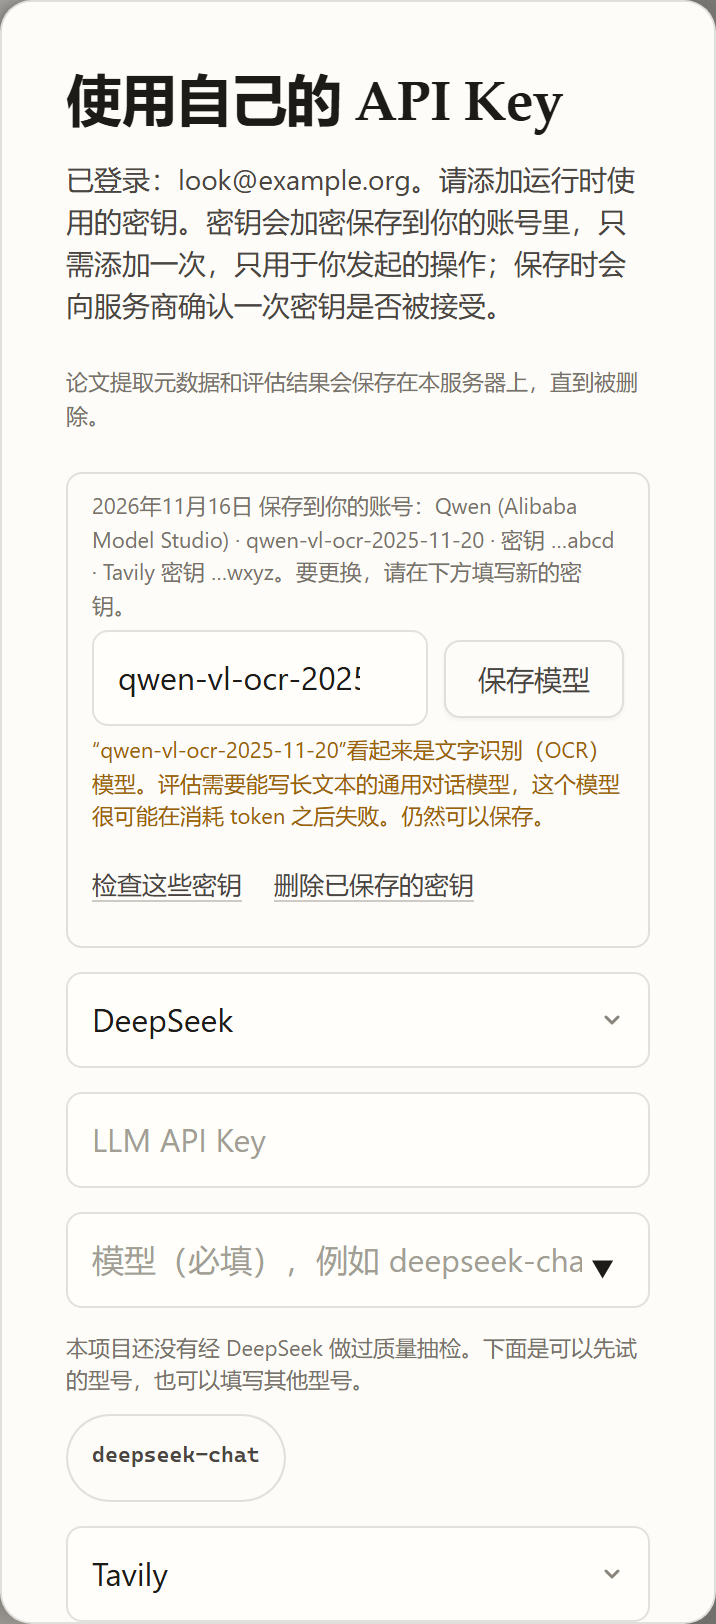 使用自己的 API Key
已登录：look@example.org。请添加运行时使
用的密钥。密钥会加密保存到你的账号里，只
需添加一次，只用于你发起的操作；保存时会
向服务商确认一次密钥是否被接受。
论文提取元数据和评估结果会保存在本服务器上，直到被删
除。
2026年11月16日 保存到你的账号：Qwen (Alibaba
Model Studio) · qwen-vl-ocr-2025-11-20 · 密钥 …abcd
· Tavily 密钥 …wxyz。要更换，请在下方填写新的密
钥。
qwen-vl-ocr-2025
保存模型
“qwen-vl-ocr-2025-11-20”看起来是文字识别（OCR）
模型。评估需要能写长文本的通用对话模型，这个模型
很可能在消耗 token 之后失败。仍然可以保存。
检查这些密钥 删除已保存的密钥
DeepSeek
LLM API Key
模型（必填），例如 deepseek-cha
本项目还没有经 DeepSeek 做过质量抽检。下面是可以先试
的型号，也可以填写其他型号。
deepseek-chat
Tavily